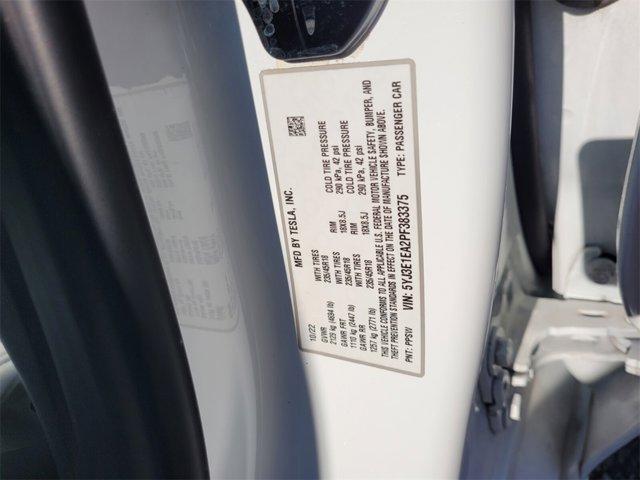 MFD BY TESLA, INC.
10/22
GVWR
2129 kg (4694 lb) WITH TIRES RIM COLD TIRE PRESSURE
GAWR FRT 235/45R18 18X8.5J 290 kPa, 42 psi
1110 kg (2447 lb) WITH TIRES RIM COLD TIRE PRESSURE
GAWR RR 235/45R18 18X8.5J 290 kPa, 42 psi
1257 kg (2771 lb)
THIS VEHICLE CONFORMS TO ALL APPLICABLE U.S. FEDERAL MOTOR VEHICLE SAFETY, BUMPER, AND
THEFT PREVENTION STANDARDS IN EFFECT ON THE DATE OF MANUFACTURE SHOWN ABOVE.
PNT: PPSW VIN: 5YJ3E1EA2PF383375 TYPE: PASSENGER CAR